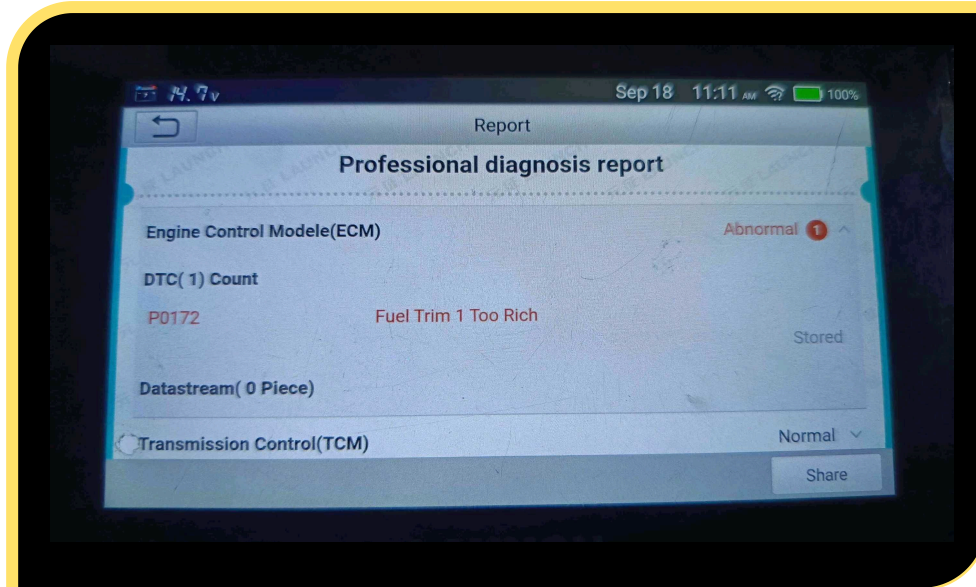 14.7v Sep 18 11:11 AM 100%
Report
Professional diagnosis report
Engine Control Modele(ECM) Abnormal 1
DTC( 1) Count
P0172 Fuel Trim 1 Too Rich
Stored
Datastream( 0 Piece)
Transmission Control(TCM) Normal
Share